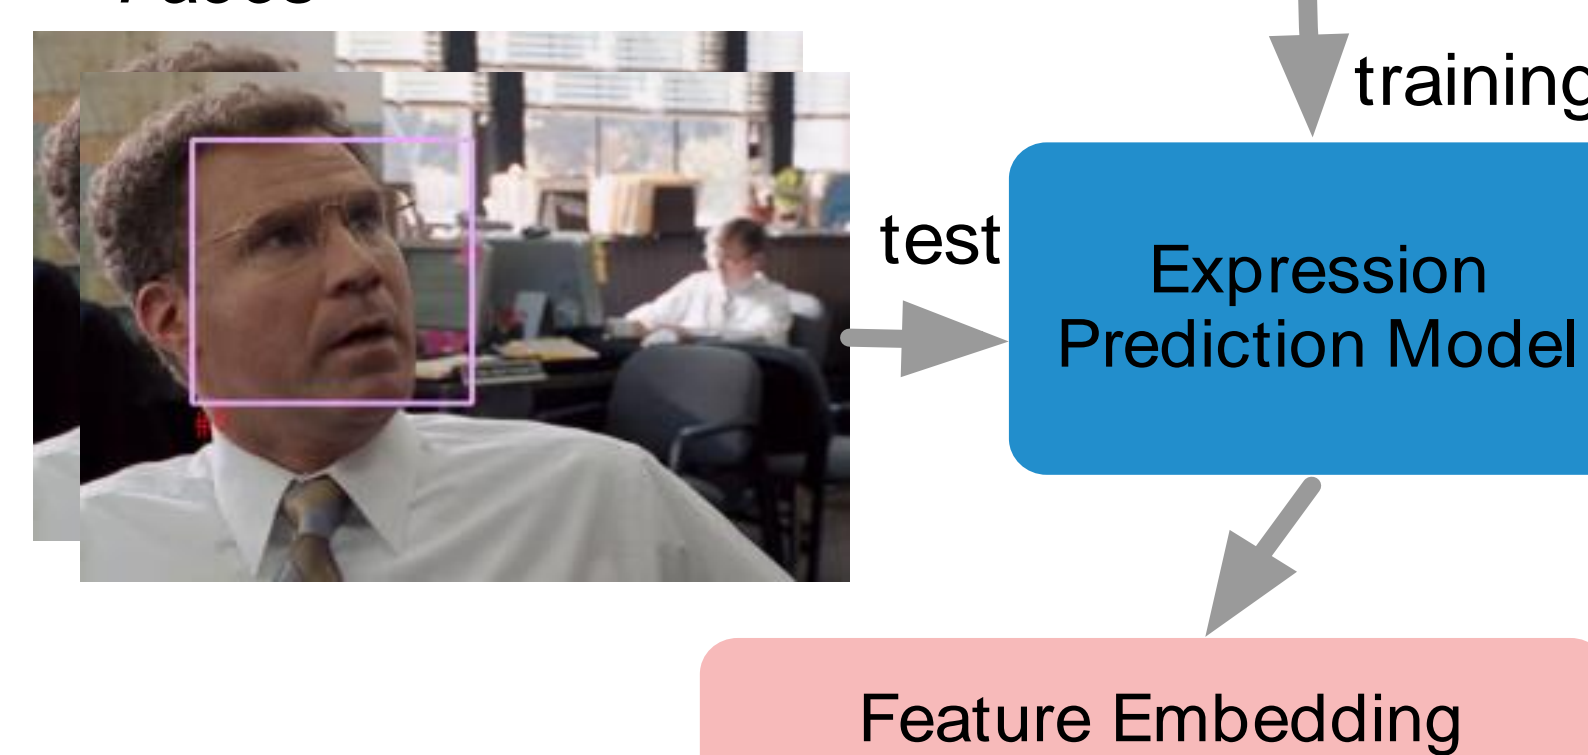 training
test
Expression
Prediction Model
Feature Embedding